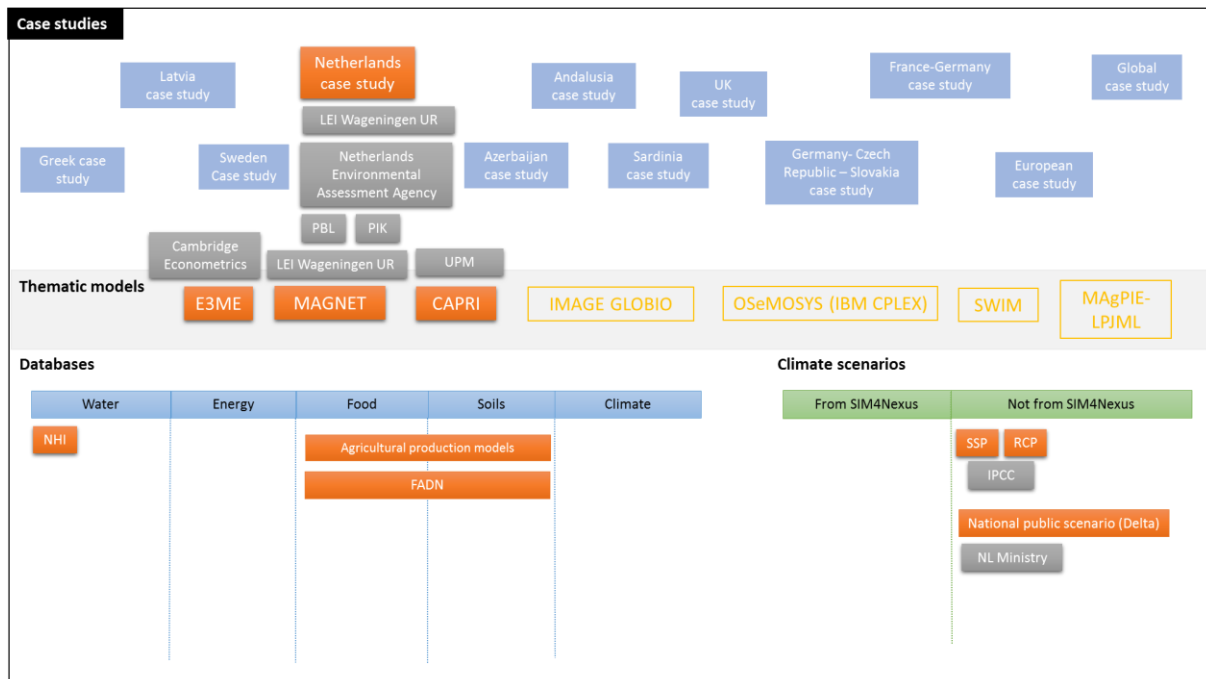 Case studies
Latvia
case study
Netherlands
case study
Andalusia
case study
UK
case study
France-Germany
case study
Global
case study
LEI Wageningen UR
Greek case
study
Sweden
Case study
Netherlands
Environmental
Assessment Agency
Azerbaijan
case study
Sardinia
case study
Germany- Czech
Republic – Slovakia
case study
European
case study
PBL
PIK
Cambridge
Econometrics
LEI Wageningen UR
UPM
Thematic models
E3ME
MAGNET
CAPRI
IMAGE GLOBIO
OSeMOSYS (IBM CPLEX)
SWIM
MAgPIE-
LPJML
Databases
Water
Energy
Food
Soils
Climate
NHI
Agricultural production models
FADN
Climate scenarios
From SIM4Nexus
Not from SIM4Nexus
SSP
RCP
IPCC
National public scenario (Delta)
NL Ministry